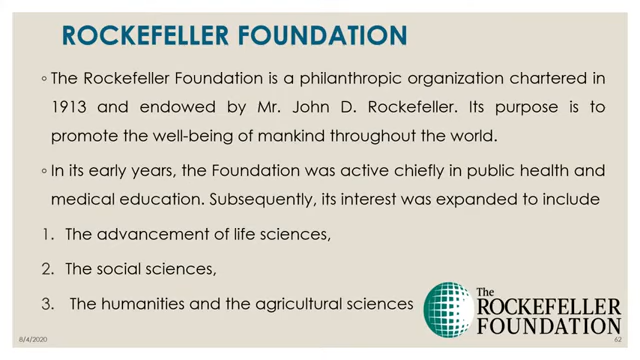 ROCKEFELLER FOUNDATION
◦ The Rockefeller Foundation is a philanthropic organization chartered in
1913 and endowed by Mr. John D. Rockefeller. Its purpose is to
promote the well-being of mankind throughout the world.
◦ In its early years, the Foundation was active chiefly in public health and
medical education. Subsequently, its interest was expanded to include
1. The advancement of life sciences,
2. The social sciences,
3. The humanities and the agricultural sciences
The
ROCKEFELLER
FOUNDATION
8/4/2020
62